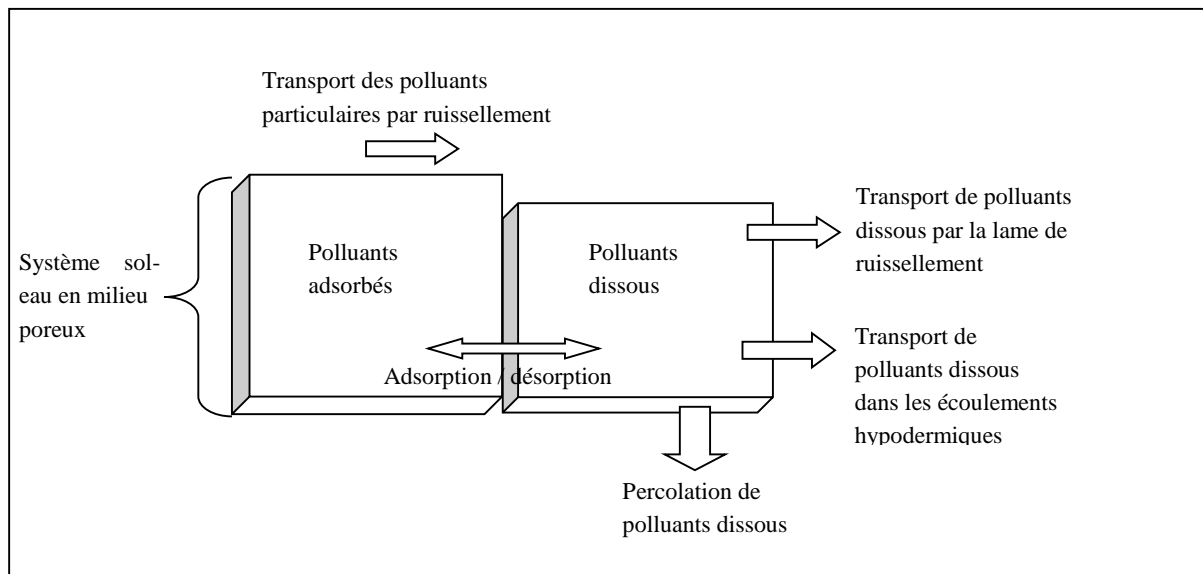 Transport des polluants
particulaires par ruissellement
Système sol-
eau en milieu
poreux
Polluants
adsorbés
Polluants
dissous
Adsorption / désorption
Transport de polluants
dissous par la lame de
ruissellement
Transport de
polluants dissous
dans les écoulements
hypodermiques
Percolation de
polluants dissous